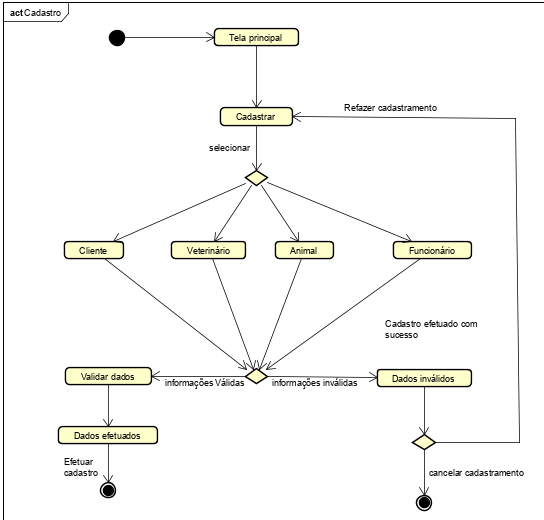 act Cadastro
Tela principal
Refazer cadastramento
Cadastrar
selecionar
Cliente
Veterinário
Animal
Funcionário
Cadastro efetuado com
sucesso
Validar dados
informações Válidas
informações inválidas
Dados inválidos
Dados efetuados
Efetuar
cadastro
cancelar cadastramento